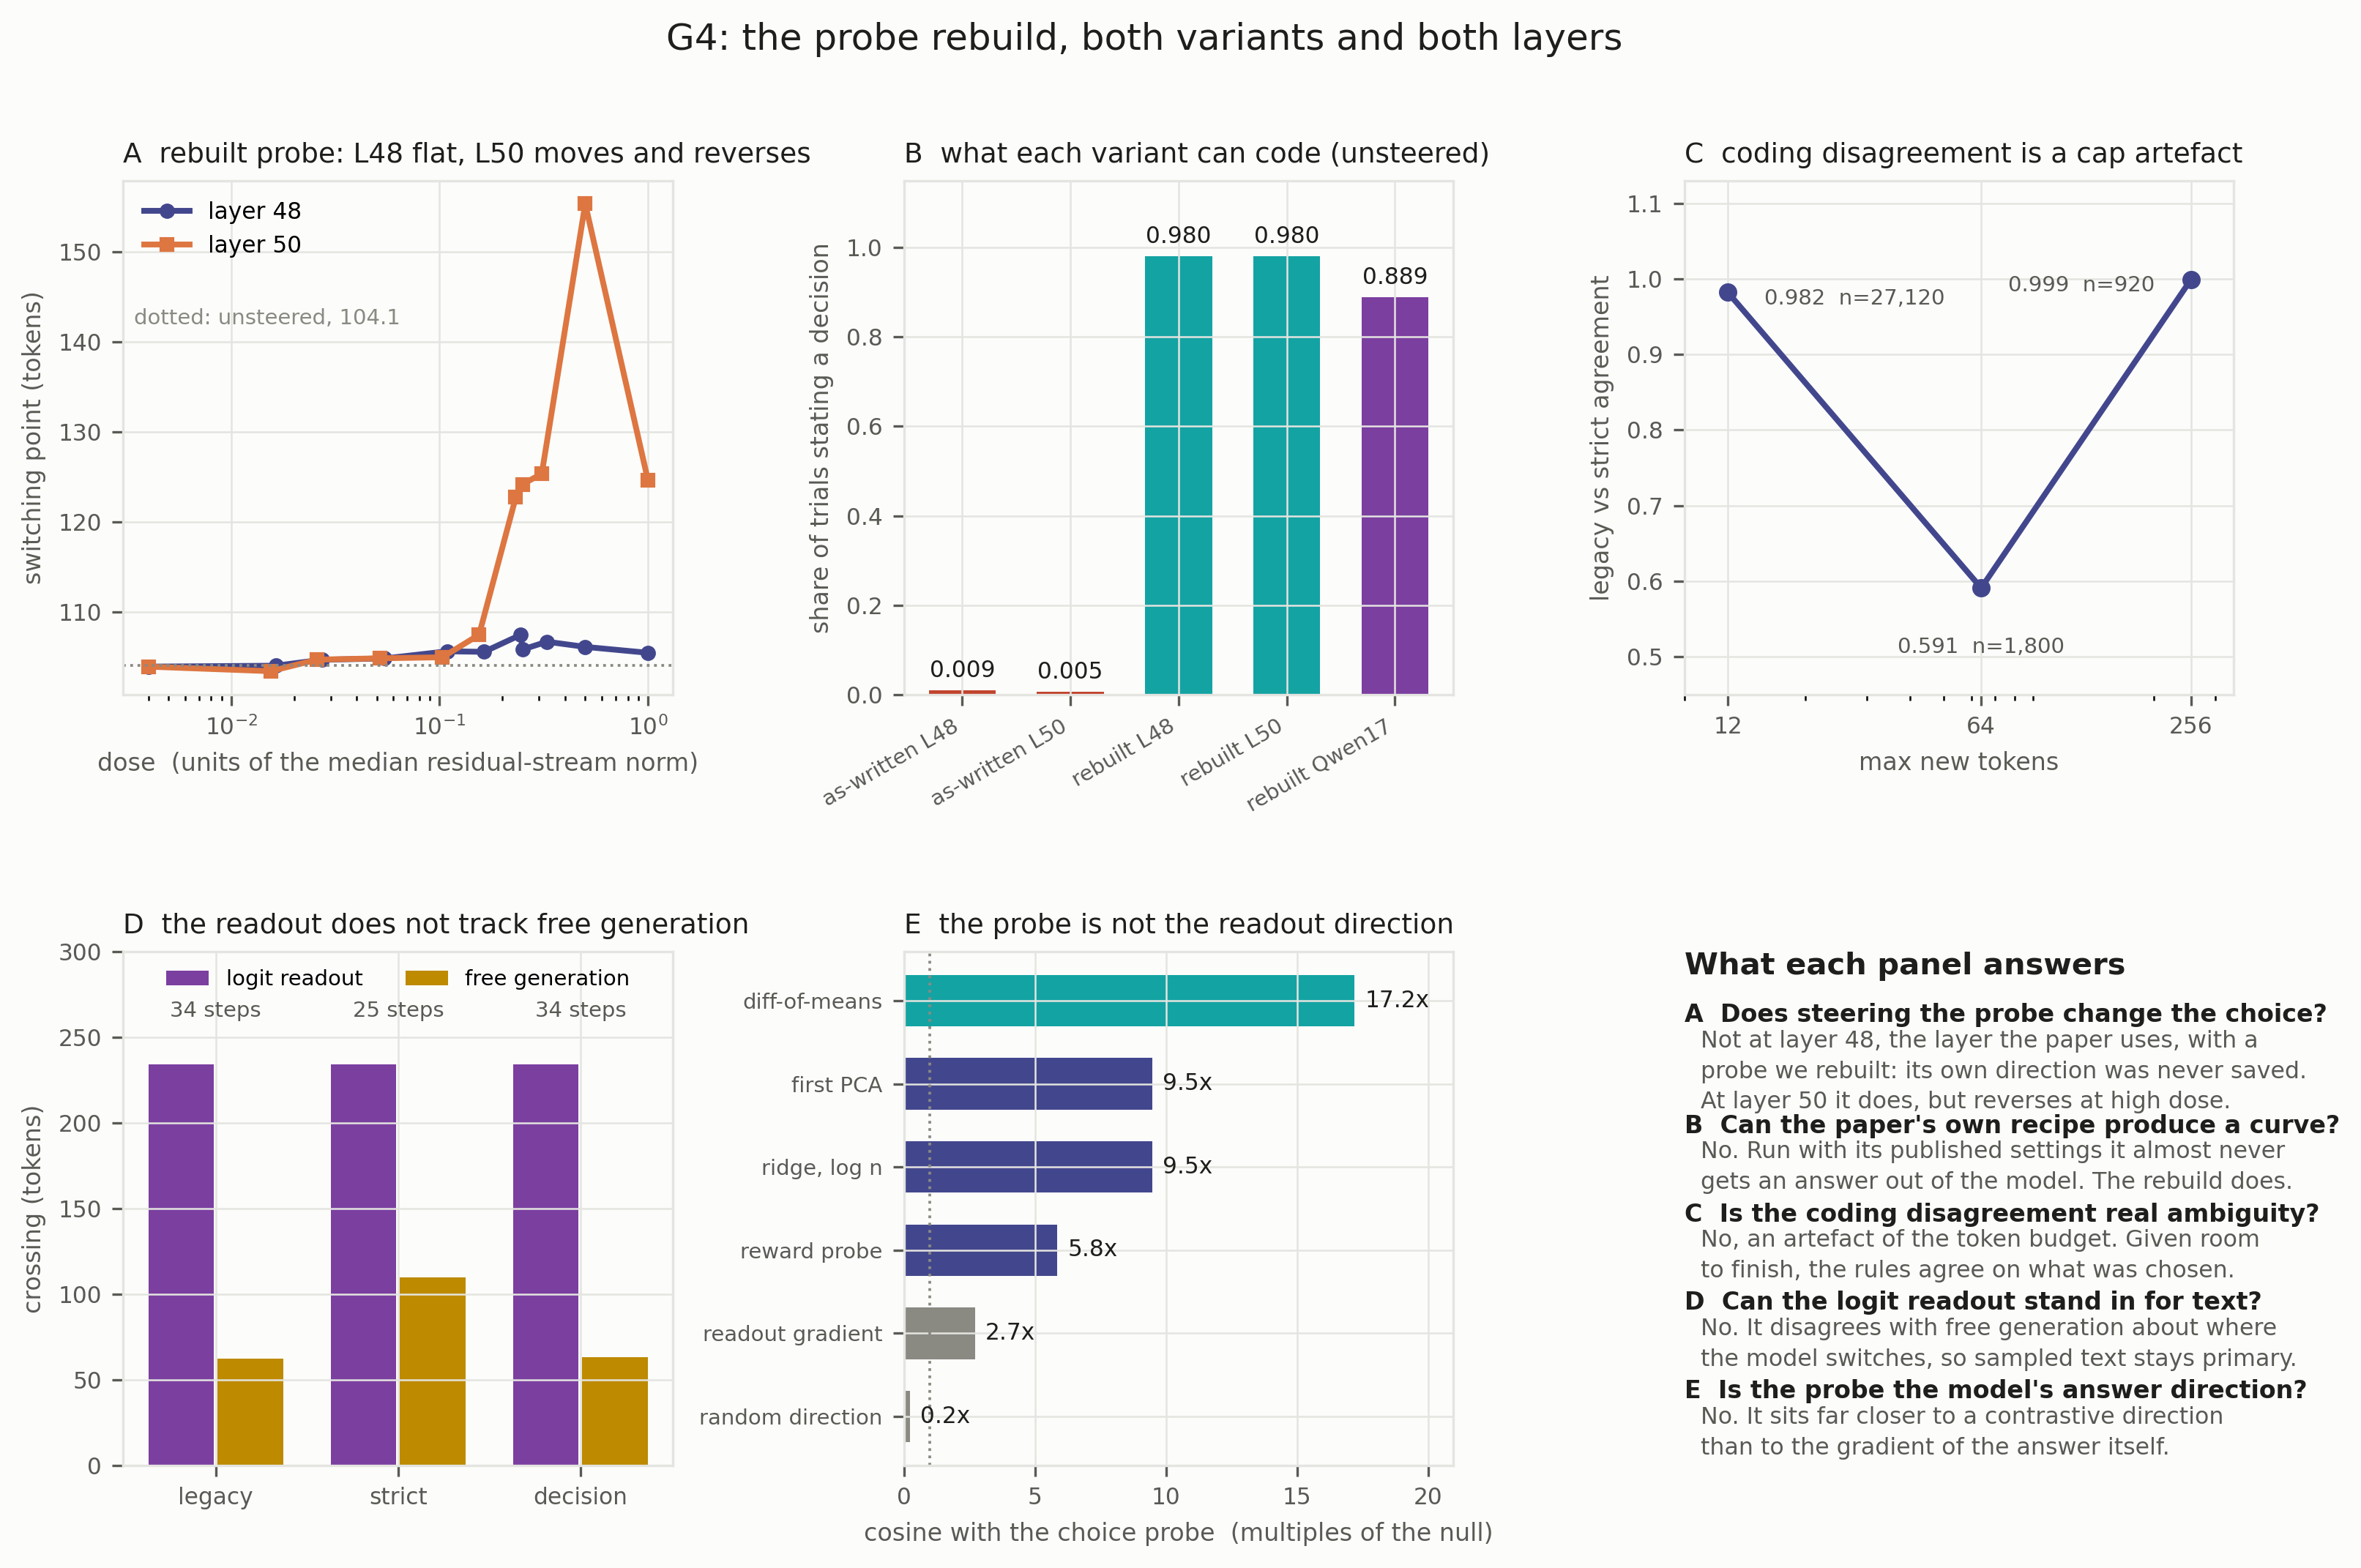 G4: the probe rebuild, both variants and both layers
A  rebuilt probe: L48 flat, L50 moves and reverses
layer 48
layer 50
dotted: unsteered, 104.1
switching point (tokens)
150
140
130
120
110
10⁻²
10⁻¹
10⁰
dose  (units of the median residual-stream norm)
B  what each variant can code (unsteered)
share of trials stating a decision
1.0
0.8
0.6
0.4
0.2
0.0
0.009
0.005
0.980
0.980
0.889
as-written L48
as-written L50
rebuilt L48
rebuilt L50
rebuilt Qwen17
C  coding disagreement is a cap artefact
legacy vs strict agreement
1.1
1.0
0.9
0.8
0.7
0.6
0.5
0.982  n=27,120
0.999  n=920
0.591  n=1,800
12
64
256
max new tokens
D  the readout does not track free generation
logit readout
free generation
34 steps
25 steps
34 steps
crossing (tokens)
300
250
200
150
100
50
0
legacy
strict
decision
E  the probe is not the readout direction
diff-of-means
17.2x
first PCA
9.5x
ridge, log n
9.5x
reward probe
5.8x
readout gradient
2.7x
random direction
0.2x
0
5
10
15
20
cosine with the choice probe  (multiples of the null)
What each panel answers
A  Does steering the probe change the choice?
Not at layer 48, the layer the paper uses, with a
probe we rebuilt: its own direction was never saved.
At layer 50 it does, but reverses at high dose.
B  Can the paper's own recipe produce a curve?
No. Run with its published settings it almost never
gets an answer out of the model. The rebuild does.
C  Is the coding disagreement real ambiguity?
No, an artefact of the token budget. Given room
to finish, the rules agree on what was chosen.
D  Can the logit readout stand in for text?
No. It disagrees with free generation about where
the model switches, so sampled text stays primary.
E  Is the probe the model's answer direction?
No. It sits far closer to a contrastive direction
than to the gradient of the answer itself.